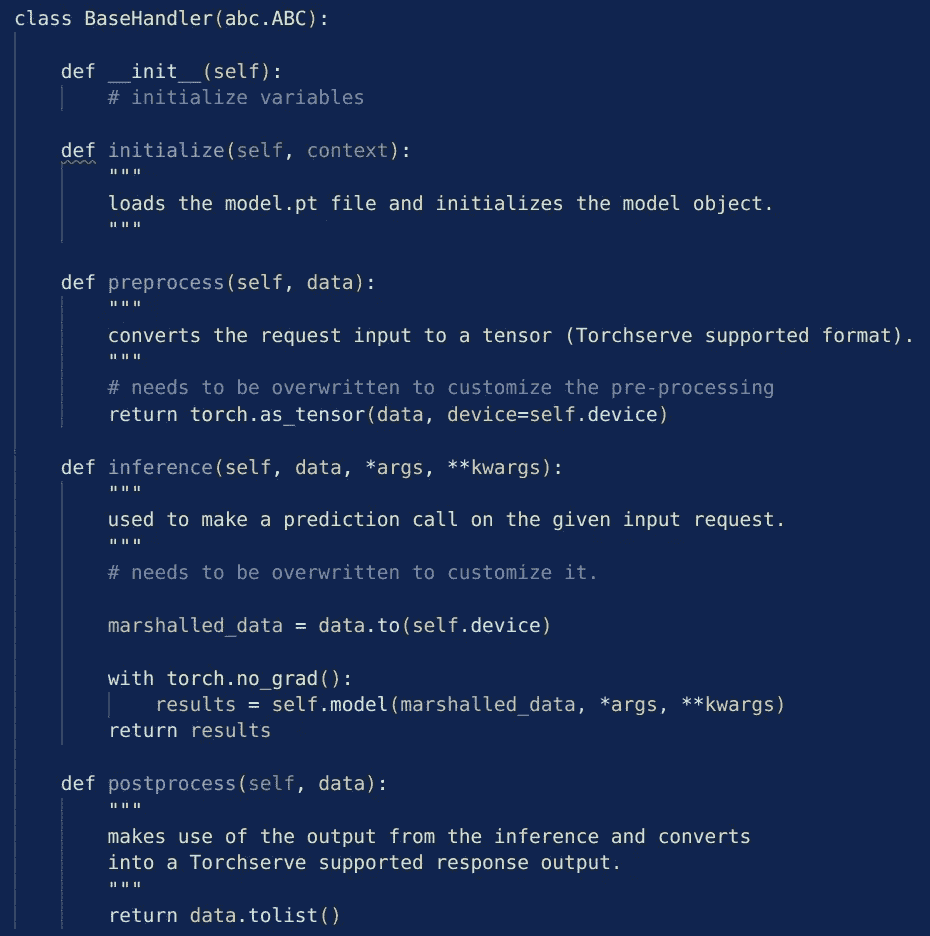 class BaseHandler(abc.ABC):
def __init__(self):
# initialize variables
def initialize(self, context):
"""
loads the model.pt file and initializes the model object.
"""
def preprocess(self, data):
"""
converts the request input to a tensor (Torchserve supported format).
"""
# needs to be overwritten to customize the pre-processing
return torch.as_tensor(data, device=self.device)
def inference(self, data, *args, **kwargs):
"""
used to make a prediction call on the given input request.
"""
# needs to be overwritten to customize it.
marshalled_data = data.to(self.device)
with torch.no_grad():
results = self.model(marshalled_data, *args, **kwargs)
return results
def postprocess(self, data):
"""
makes use of the output from the inference and converts
into a Torchserve supported response output.
"""
return data.tolist()